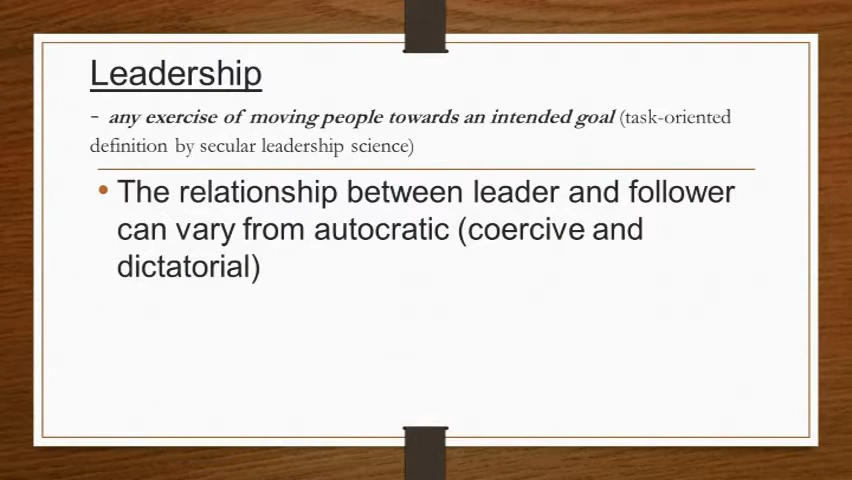 Leadership
- any exercise of moving people towards an intended goal (task-oriented
definition by secular leadership science)
• The relationship between leader and follower
can vary from autocratic (coercive and
dictatorial)